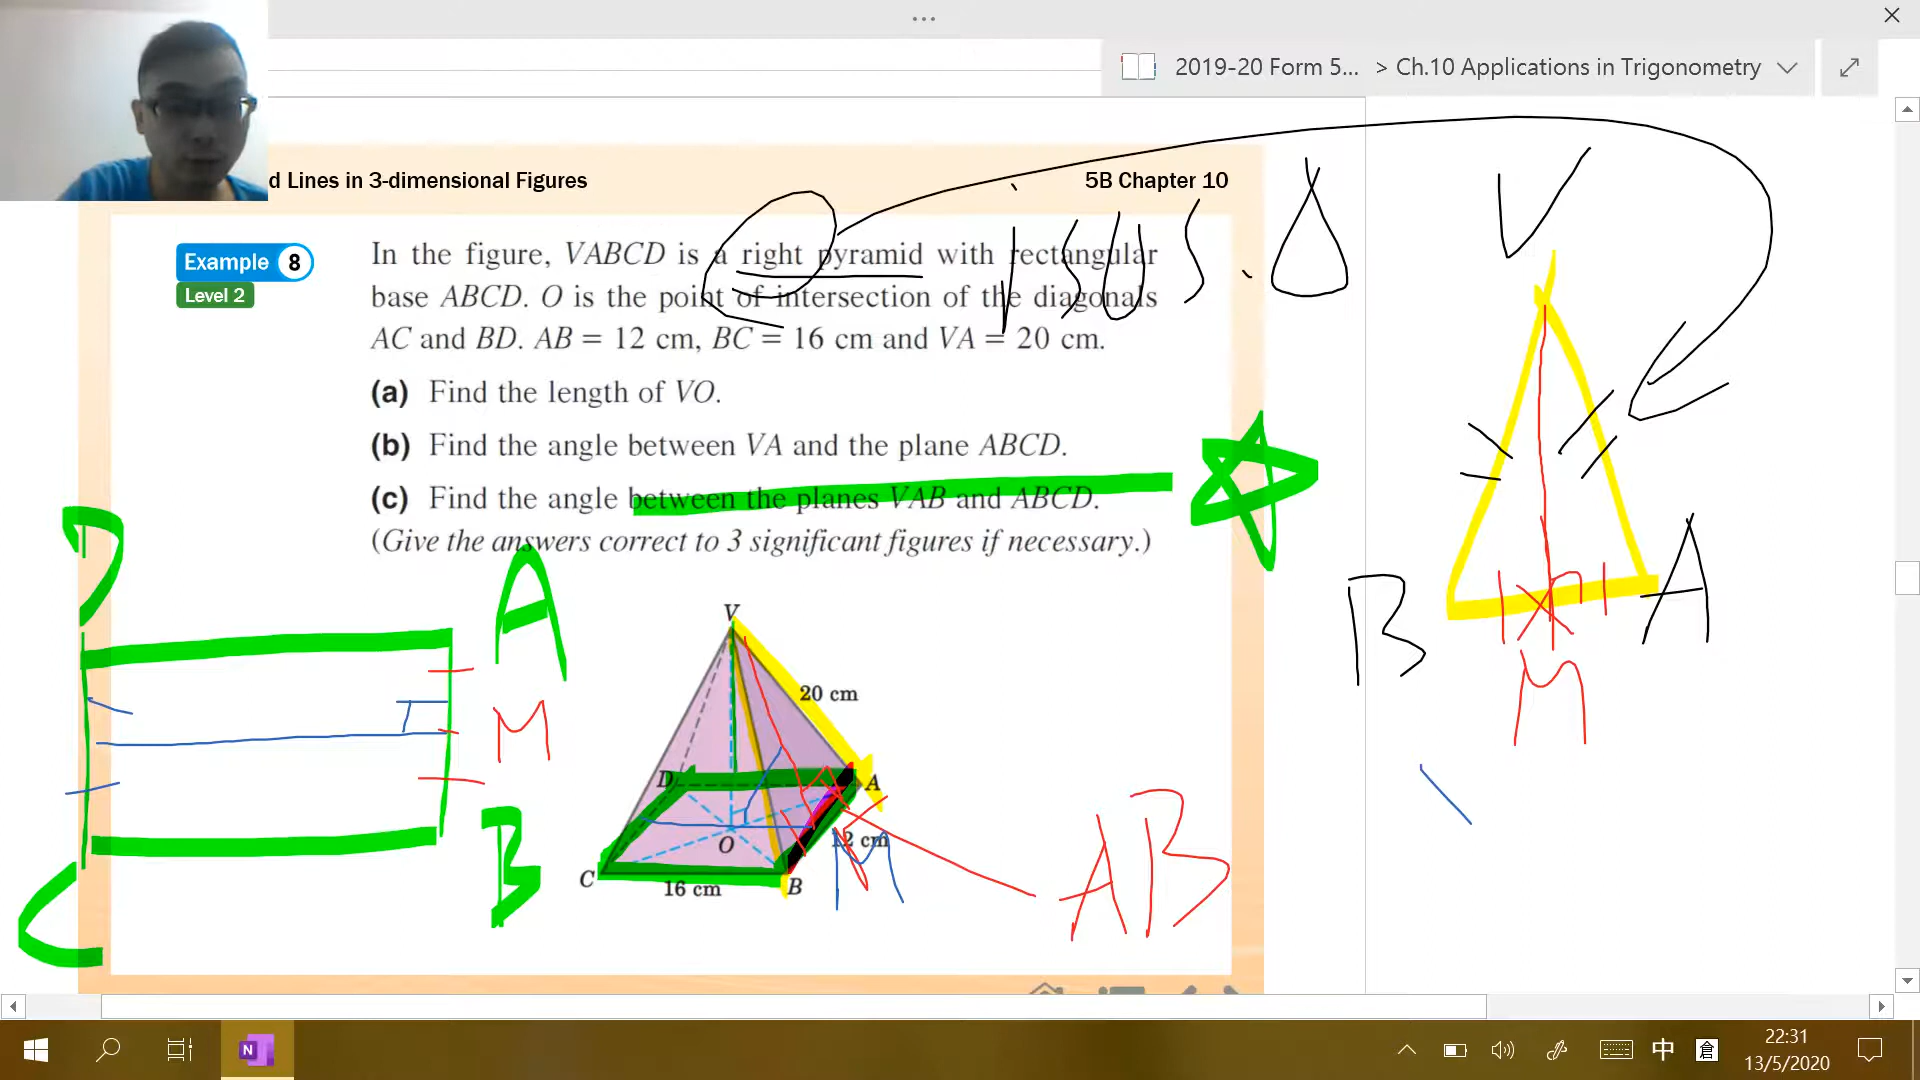 2019-20 Form 5... > Ch.10 Applications in Trigonometry
d Lines in 3-dimensional Figures
5B Chapter 10
Example 8
Level 2
In the figure, VABCD is a right pyramid with rectangular
base ABCD. O is the point of intersection of the diagonals
AC and BD. AB = 12 cm, BC = 16 cm and VA = 20 cm.
(a) Find the length of VO.
(b) Find the angle between VA and the plane ABCD.
(c) Find the angle between the planes VAB and ABCD.
(Give the answers correct to 3 significant figures if necessary.)
isos. Δ
V
B
A
M
D
A
M
B
C
V
20 cm
D
A
O
12 cm
M
C
16 cm
B
AB
N
中
倉
22:31
13/5/2020